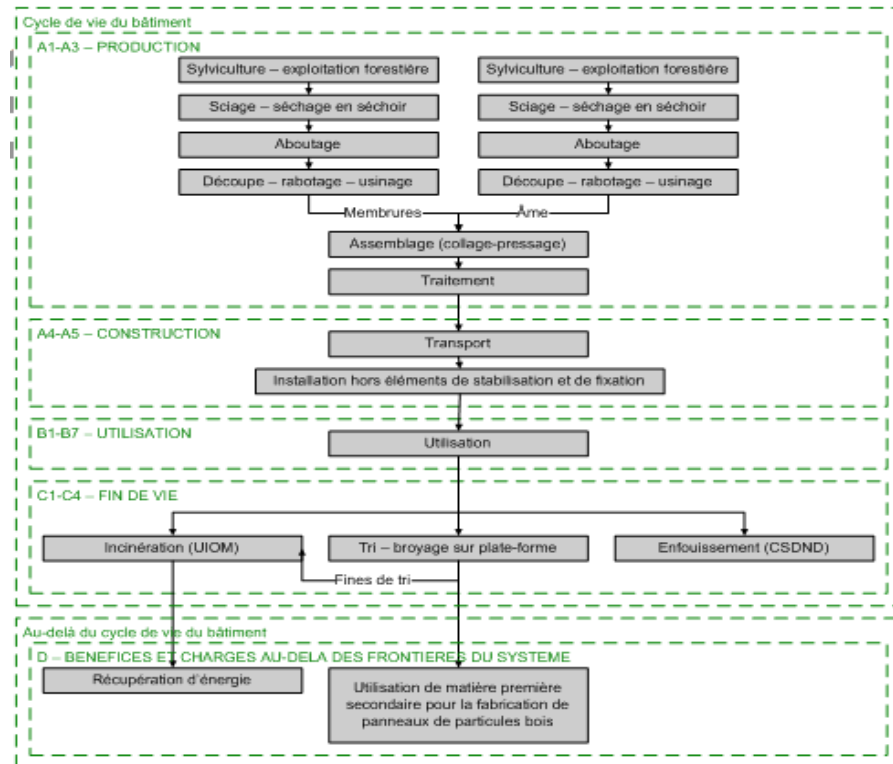 Cycle de vie du bâtiment
A1-A3 – PRODUCTION
Sylviculture – exploitation forestière
Sylviculture – exploitation forestière
Sciage – séchage en séchoir
Sciage – séchage en séchoir
Aboutage
Aboutage
Découpe – rabotage – usinage
Découpe – rabotage – usinage
Membrures
Âme
Assemblage (collage-pressage)
Traitement
A4-A5 – CONSTRUCTION
Transport
Installation hors éléments de stabilisation et de fixation
B1-B7 – UTILISATION
Utilisation
C1-C4 – FIN DE VIE
Incinération (UIOM)
Tri – broyage sur plate-forme
Enfouissement (CSDND)
Fines de tri
Au-delà du cycle de vie du bâtiment
D – BENEFICES ET CHARGES AU-DELA DES FRONTIERES DU SYSTEME
Récupération d'énergie
Utilisation de matière première
secondaire pour la fabrication de
panneaux de particules bois